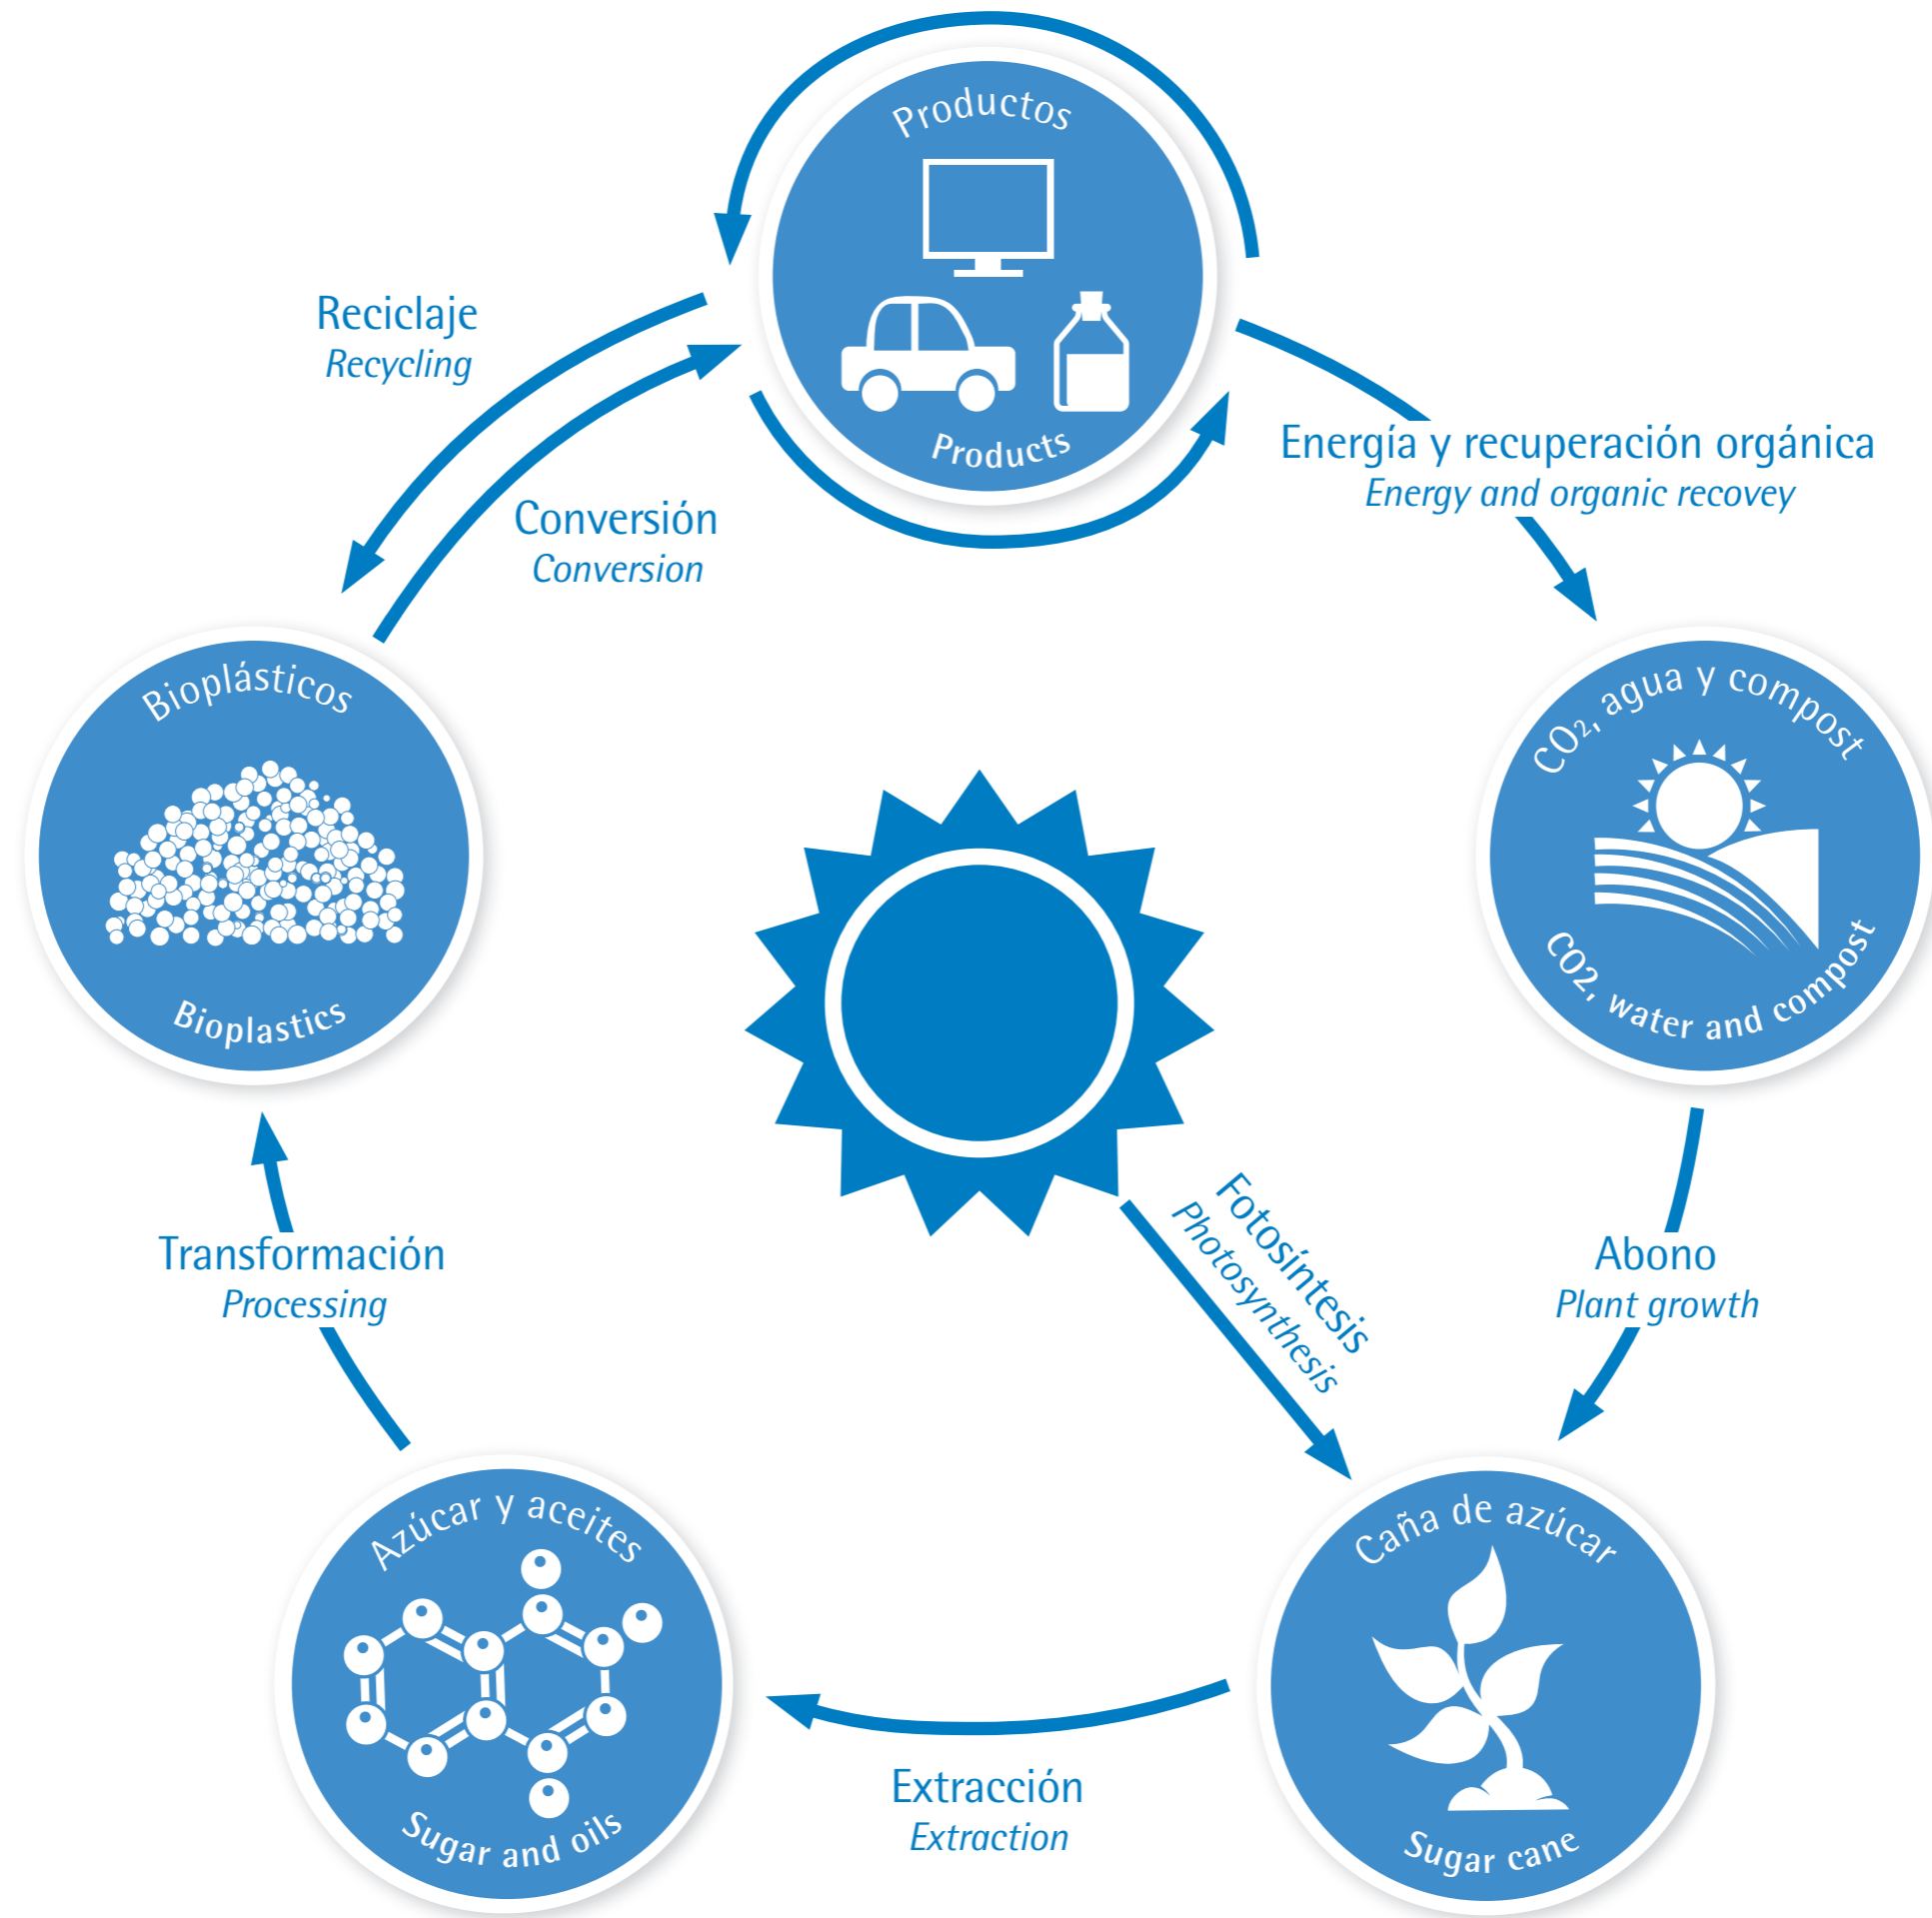 Productos
Products
Reciclaje
Recycling
Conversión
Conversion
Energía y recuperación orgánica
Energy and organic recovey
Bioplásticos
Bioplastics
CO₂, agua y compost
CO2, water and compost
Fotosíntesis
Photosynthesis
Transformación
Processing
Abono
Plant growth
Azúcar y aceites
Sugar and oils
Caña de azúcar
Sugar cane
Extracción
Extraction